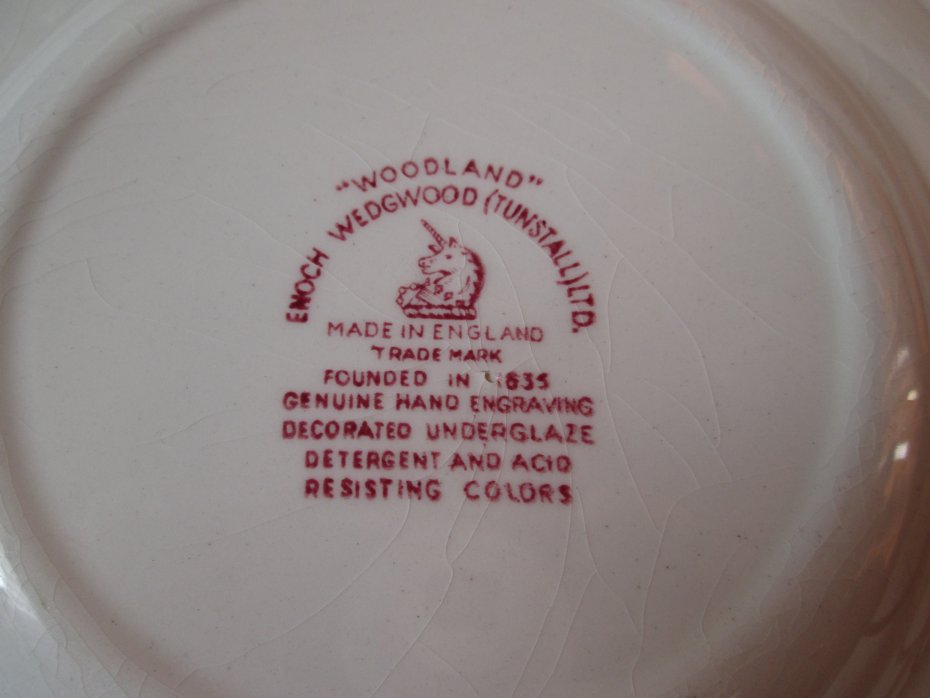 "WOODLAND"
ENOCH WEDGWOOD (TUNSTALL) LTD.
MADE IN ENGLAND
TRADE MARK
FOUNDED IN 1835
GENUINE HAND ENGRAVING
DECORATED UNDERGLAZE
DETERGENT AND ACID
RESISTING COLORS